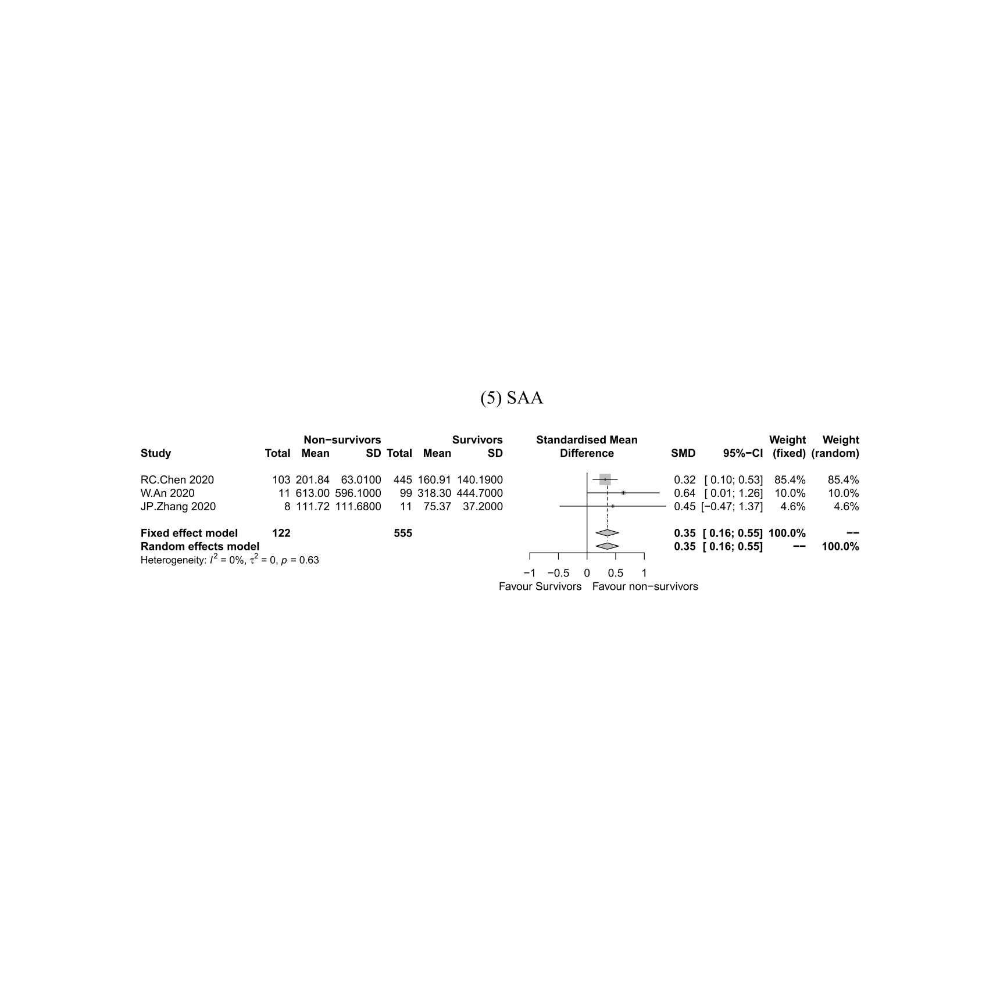 (5) SAA
Non−survivors Survivors Standardised Mean Weight Weight
Study Total Mean SD Total Mean SD Difference SMD 95%−CI (fixed) (random)
RC.Chen 2020 103 201.84 63.0100 445 160.91 140.1900 0.32 [ 0.10; 0.53] 85.4% 85.4%
W.An 2020 11 613.00 596.1000 99 318.30 444.7000 0.64 [ 0.01; 1.26] 10.0% 10.0%
JP.Zhang 2020 8 111.72 111.6800 11 75.37 37.2000 0.45 [−0.47; 1.37] 4.6% 4.6%
Fixed effect model 122 555 0.35 [ 0.16; 0.55] 100.0% −−
Random effects model 0.35 [ 0.16; 0.55] −− 100.0%
Heterogeneity: I² = 0%, τ² = 0, p = 0.63
−1 −0.5 0 0.5 1
Favour Survivors Favour non−survivors